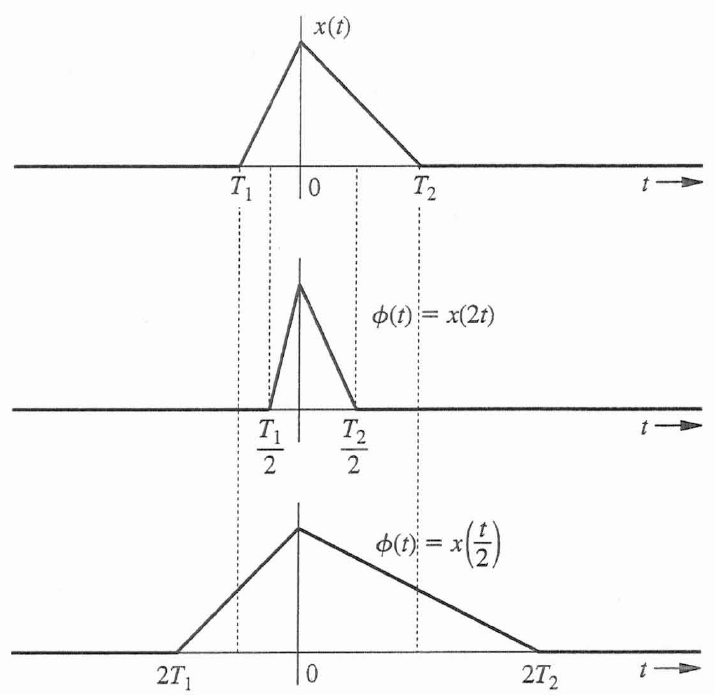 x(t)
T₁ 0 T₂ t
φ(t) = x(2t)
t
T₁/2 T₂/2
φ(t) = x(t/2)
2T₁ 0 2T₂ t